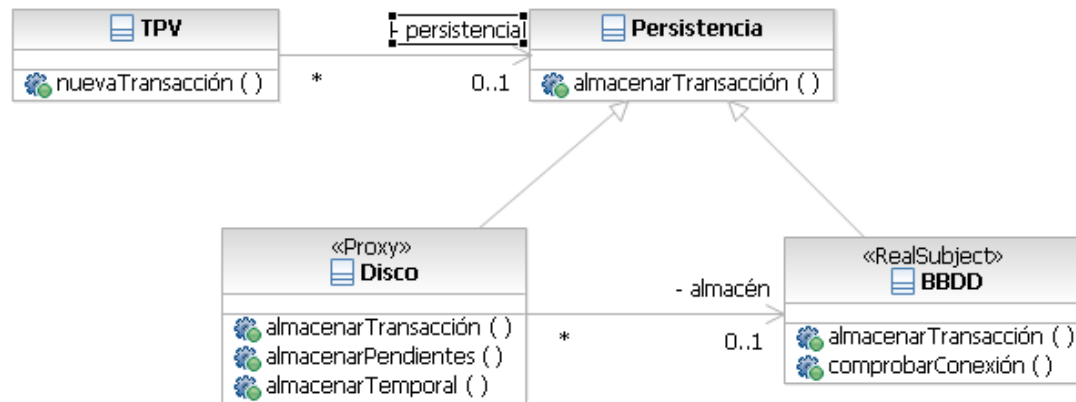 TPV
nuevaTransacción ( )
- persistencia
*
0..1
Persistencia
almacenarTransacción ( )
«Proxy»
Disco
almacenarTransacción ( )
almacenarPendientes ( )
almacenarTemporal ( )
- almacén
*
0..1
«RealSubject»
BBDD
almacenarTransacción ( )
comprobarConexión ( )